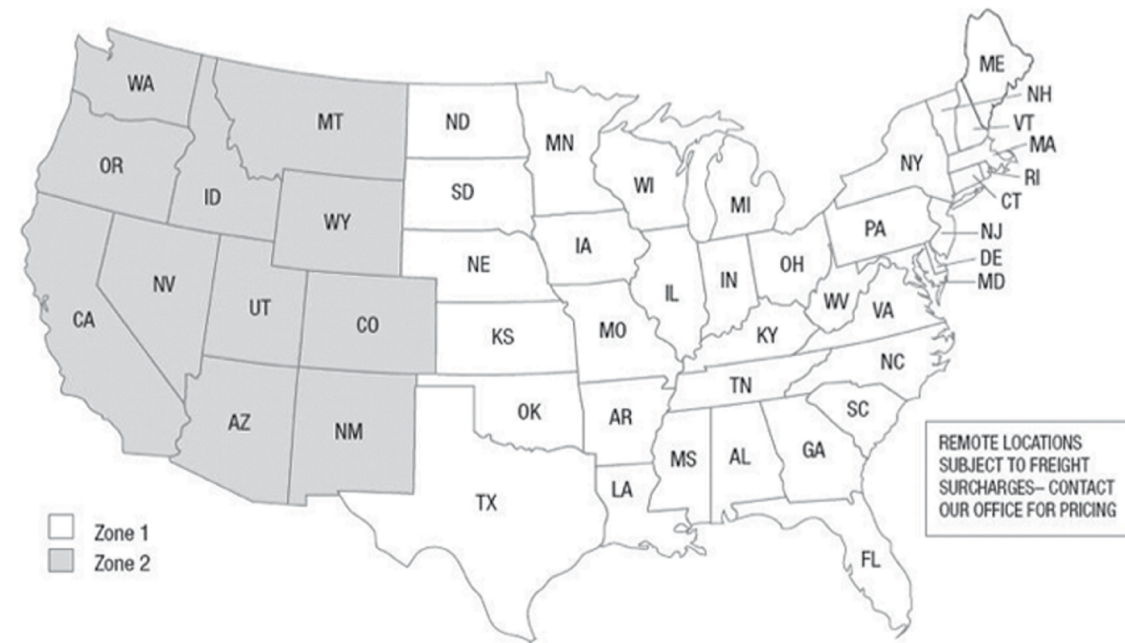 WA
MT
ND
MN
ME
NH
VT
MA
RI
CT
OR
ID
WY
SD
WI
MI
NY
PA
NJ
DE
MD
NV
UT
CO
NE
IA
IL
IN
OH
WV
VA
CA
KS
MO
KY
NC
AZ
NM
OK
AR
TN
SC
TX
LA
MS
AL
GA
FL
REMOTE LOCATIONS
SUBJECT TO FREIGHT
SURCHARGES– CONTACT
OUR OFFICE FOR PRICING
Zone 1
Zone 2